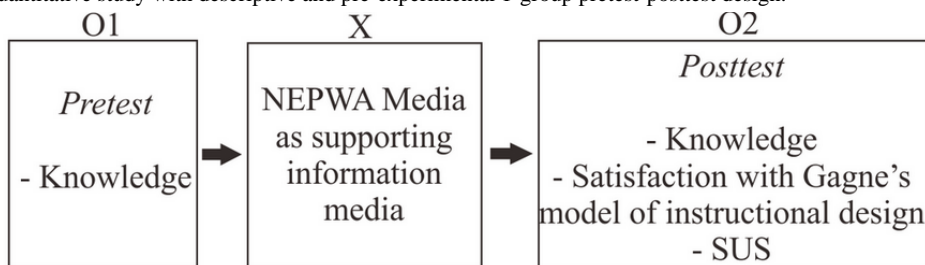 quantitative study with descriptive and pre-experimental 1-group pretest-posttest design.
O1
X
O2
Pretest
- Knowledge
NEPWA Media
as supporting
information
media
Posttest
- Knowledge
- Satisfaction with Gagne's
model of instructional design
- SUS